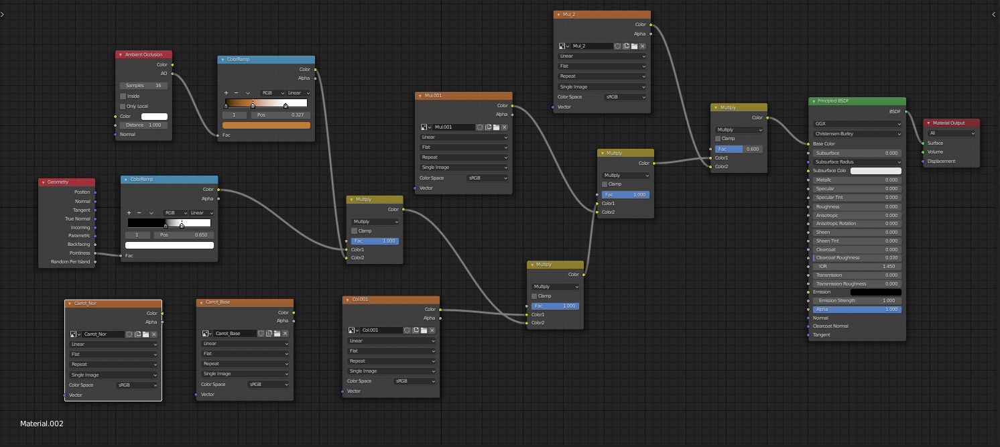 Mul_2
Color
Alpha
Mul_2
Linear
Flat
Repeat
Single Image
Color Space sRGB
Vector
Ambient Occlusion
Color
AO
Samples 16
Inside
Only Local
Color
Distance 1.000
Normal
ColorRamp
Color
Alpha
+ − RGB Linear
1 Pos 0.327
Fac
Mul.001
Color
Alpha
Mul.001
Linear
Flat
Repeat
Single Image
Color Space sRGB
Vector
Multiply
Color
Multiply
Clamp
Fac 0.600
Color1
Color2
Principled BSDF
BSDF
GGX
Christensen-Burley
Base Color
Subsurface 0.000
Subsurface Radius
Subsurface Colo
Metallic 0.000
Specular 0.000
Specular Tint 0.000
Roughness 0.000
Anisotropic 0.000
Anisotropic Rotation 0.000
Sheen 0.000
Sheen Tint 0.000
Clearcoat 0.000
Clearcoat Roughness 0.030
IOR 1.450
Transmission 0.000
Transmission Roughness 0.000
Emission
Emission Strength 1.000
Alpha 1.000
Normal
Clearcoat Normal
Tangent
Material Output
All
Surface
Volume
Displacement
Multiply
Color
Multiply
Clamp
Fac 1.000
Color1
Color2
Geometry
Position
Normal
Tangent
True Normal
Incoming
Parametric
Backfacing
Pointiness
Random Per Island
ColorRamp
Color
Alpha
+ − RGB Linear
1 Pos 0.650
Fac
Multiply
Color
Multiply
Clamp
Fac 1.000
Color1
Color2
Multiply
Color
Multiply
Clamp
Fac 1.000
Color1
Color2
Carrot_Nor
Color
Alpha
Carrot_Nor
Linear
Flat
Repeat
Single Image
Color Space sRGB
Vector
Carrot_Base
Color
Alpha
Carrot_Base
Linear
Flat
Repeat
Single Image
Color Space sRGB
Vector
Col.001
Color
Alpha
Col.001
Linear
Flat
Repeat
Single Image
Color Space sRGB
Vector
Material.002